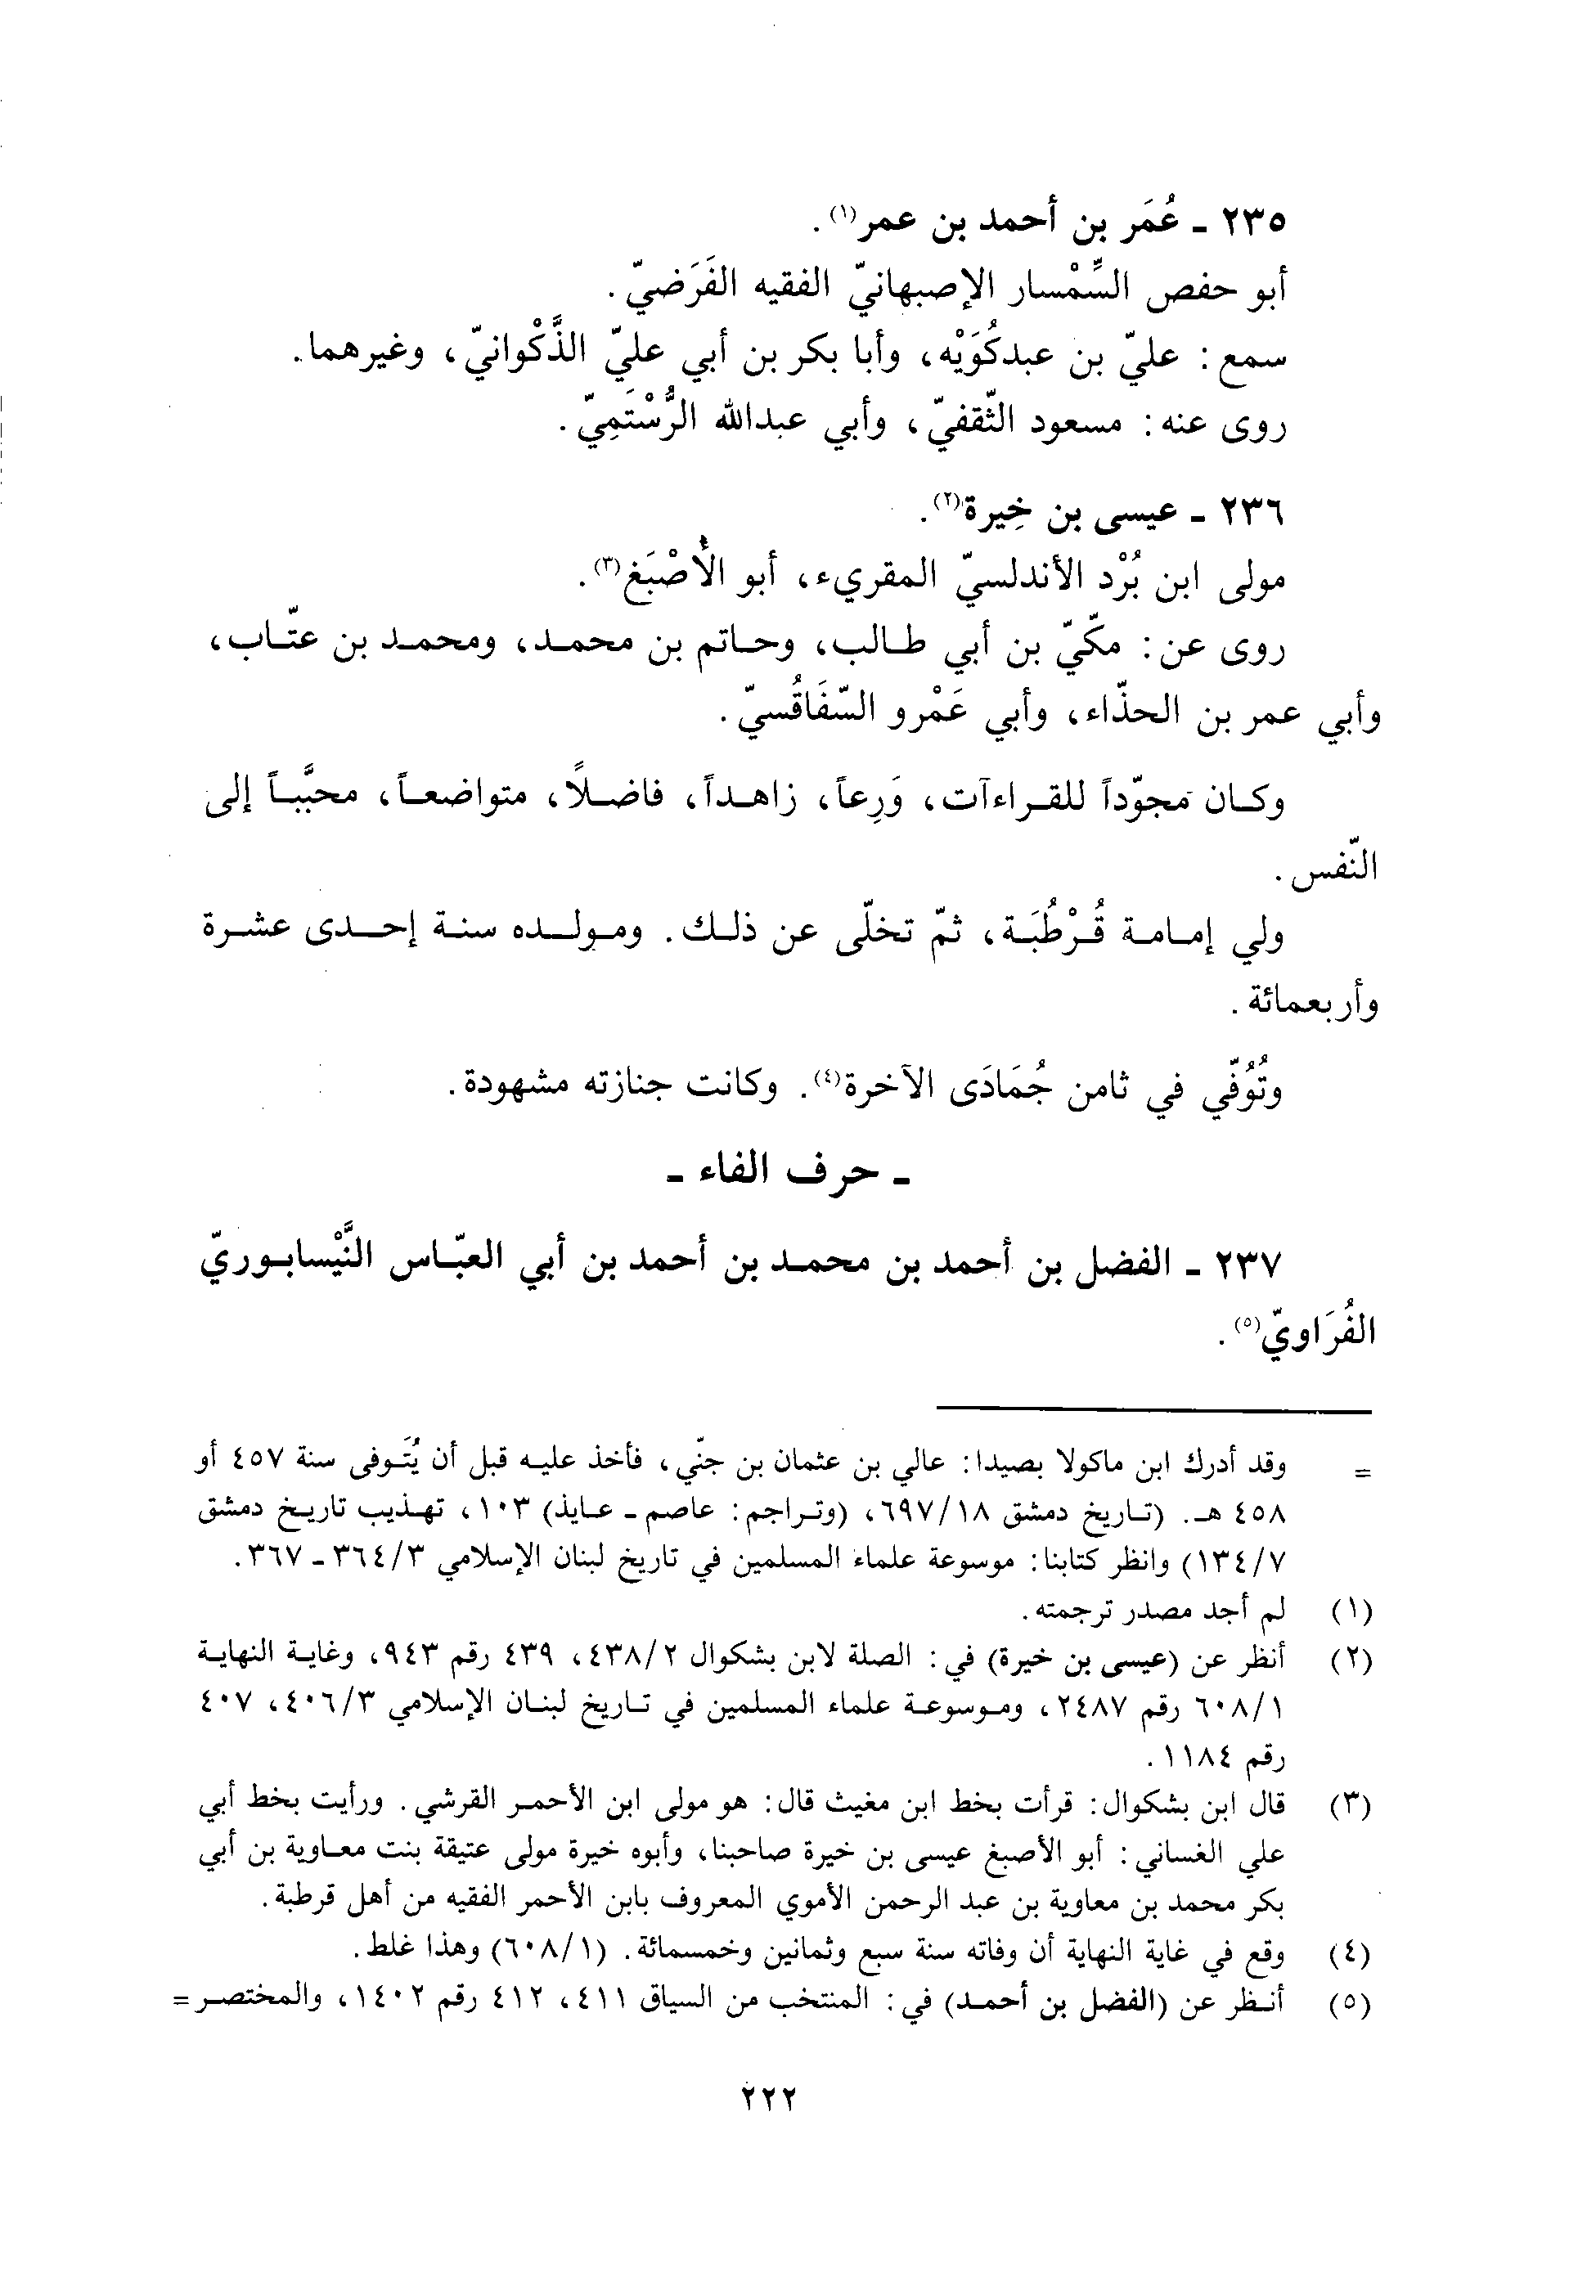 ٢٣٥ ـ عُمَر بن أحمد بن عمر(١).
أبو حفص السِّمْسار الإصبهانيّ الفقيه الفَرَضيّ.
سمع: عليّ بن عبدكُوَيْه، وأبا بكر بن أبي عليّ الذَّكْوانيّ، وغيرهما.
روى عنه: مسعود الثّقفيّ، وأبي عبدالله الرُّسْتَمِيّ.
٢٣٦ ـ عيسى بن خِيرة(٢).
مولى ابن بُرْد الأندلسيّ المقريء، أبو الأصْبَغ(٣).
روى عن: مكّيّ بن أبي طالب، وحاتم بن محمد، ومحمد بن عتّاب،
وأبي عمر بن الحذّاء، وأبي عَمْرو السّفَاقُسيّ.
وكان مجوّداً للقراءآت، وَرِعاً، زاهداً، فاضلًا، متواضعاً، محبَّباً إلى
النّفس.
ولي إمامة قُرْطُبَة، ثمّ تخلّى عن ذلك. ومولده سنة إحدى عشرة
وأربعمائة.
وتُوُفّي في ثامن جُمَادَى الآخرة(٤). وكانت جنازته مشهودة.
ـ حرف الفاء ـ
٢٣٧ ـ الفضل بن أحمد بن محمد بن أحمد بن أبي العبّاس النَّيْسابوريّ
الفُرَاويّ(٥).
= وقد أدرك ابن ماكولا بصيدا: عالي بن عثمان بن جنّي، فأخذ عليه قبل أن يُتَوفى سنة ٤٥٧ أو
٤٥٨ هـ. (تاريخ دمشق ٦٩٧/١٨، (وتراجم: عاصم ـ عايذ) ١٠٣، تهذيب تاريخ دمشق
١٣٤/٧) وانظر كتابنا: موسوعة علماء المسلمين في تاريخ لبنان الإسلامي ٣٦٤/٣ ـ ٣٦٧.
(١) لم أجد مصدر ترجمته.
(٢) أنظر عن (عيسى بن خيرة) في: الصلة لابن بشكوال ٤٣٨/٢، ٤٣٩ رقم ٩٤٣، وغاية النهاية
٦٠٨/١ رقم ٢٤٨٧، وموسوعة علماء المسلمين في تاريخ لبنان الإسلامي ٤٠٦/٣، ٤٠٧
رقم ١١٨٤.
(٣) قال ابن بشكوال: قرأت بخط ابن مغيث قال: هو مولى ابن الأحمر القرشي. ورأيت بخط أبي
علي الغساني: أبو الأصبغ عيسى بن خيرة صاحبنا، وأبوه خيرة مولى عتيقة بنت معاوية بن أبي
بكر محمد بن معاوية بن عبد الرحمن الأموي المعروف بابن الأحمر الفقيه من أهل قرطبة.
(٤) وقع في غاية النهاية أن وفاته سنة سبع وثمانين وخمسمائة. (٦٠٨/١) وهذا غلط.
(٥) أنظر عن (الفضل بن أحمد) في: المنتخب من السياق ٤١١، ٤١٢ رقم ١٤٠٢، والمختصر =
٢٢٢